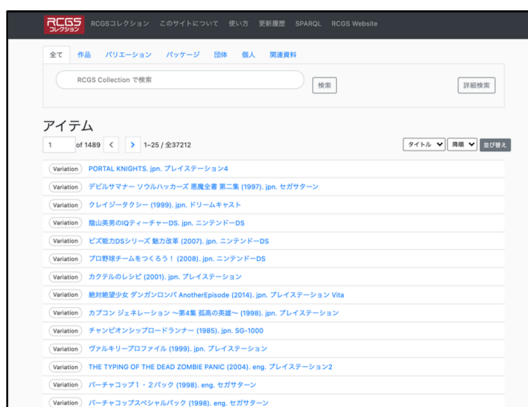 RCGS
コレクション
RCGSコレクション このサイトについて 使い方 更新履歴 SPARQL RCGS Website
全て 作品 バリエーション パッケージ 団体 個人 関連資料
RCGS Collection で検索 検索 詳細検索
アイテム
1 of 1489 < > 1–25 / 全37212 タイトル 降順 並び替え
Variation PORTAL KNIGHTS. jpn. プレイステーション4
Variation デビルサマナー ソウルハッカーズ 悪魔全書 第二集 (1997). jpn. セガサターン
Variation クレイジータクシー (1999). jpn. ドリームキャスト
Variation 陰山英男のIQティーチャーDS. jpn. ニンテンドーDS
Variation ビズ能力DSシリーズ 魅力改革 (2007). jpn. ニンテンドーDS
Variation プロ野球チームをつくろう! (2008). jpn. ニンテンドーDS
Variation カクテルのレシピ (2001). jpn. プレイステーション
Variation 絶対絶望少女 ダンガンロンパ AnotherEpisode (2014). jpn. プレイステーション Vita
Variation カプコン ジェネレーション 〜第4集 孤高の英雄〜 (1998). jpn. プレイステーション
Variation チャンピオンシップロードランナー (1985). jpn. SG-1000
Variation ヴァルキリープロファイル (1999). jpn. プレイステーション
Variation THE TYPING OF THE DEAD ZOMBIE PANIC (2004). eng. プレイステーション2
Variation バーチャコップ1・2パック (1998). eng. セガサターン
Variation バーチャコップスペシャルパック (1998). eng. セガサターン